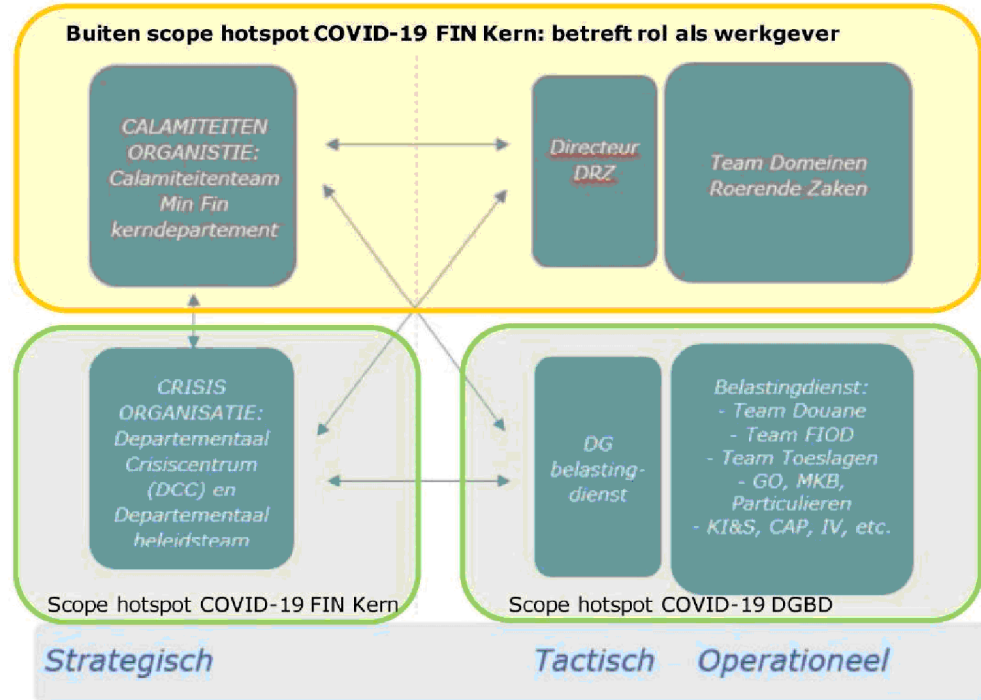 Buiten scope hotspot COVID-19 FIN Kern: betreft rol als werkgever
CALAMITEITEN
ORGANISTIE:
Calamiteitenteam
Min Fin
kerndepartement
Directeur
DRZ
Team Domeinen
Roerende Zaken
CRISIS
ORGANISATIE:
Departementaal
Crisiscentrum
(DCC) en
Departementaal
beleidsteam
DG
belasting-
dienst
Belastingdienst:
- Team Douane
- Team FIOD
- Team Toeslagen
- GO, MKB,
Particulieren
- KI&S, CAP, IV, etc.
Scope hotspot COVID-19 FIN Kern
Scope hotspot COVID-19 DGBD
Strategisch
Tactisch
Operationeel